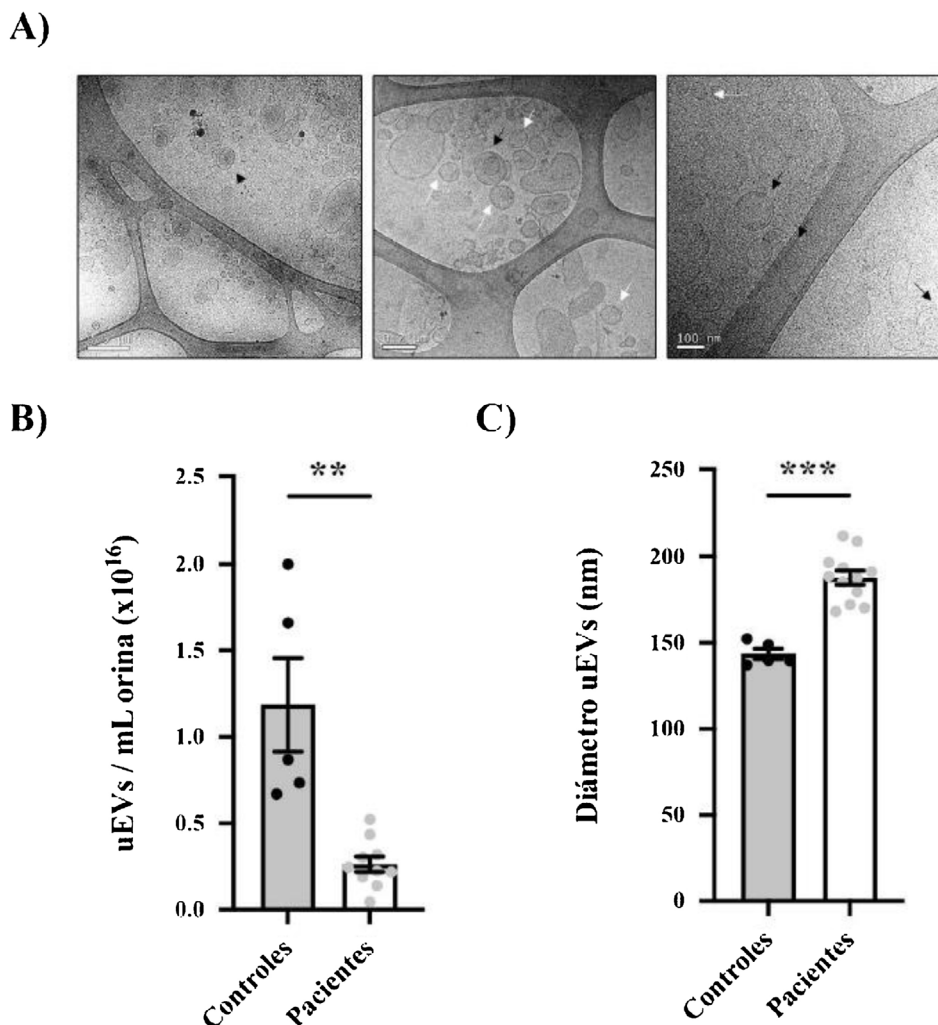 A)
100 nm
B)
C)
uEVs / mL orina (x10¹⁶)
2.5
2.0
1.5
1.0
0.5
0.0
**
Controles
Pacientes
Diámetro uEVs (nm)
250
200
150
100
50
0
***
Controles
Pacientes